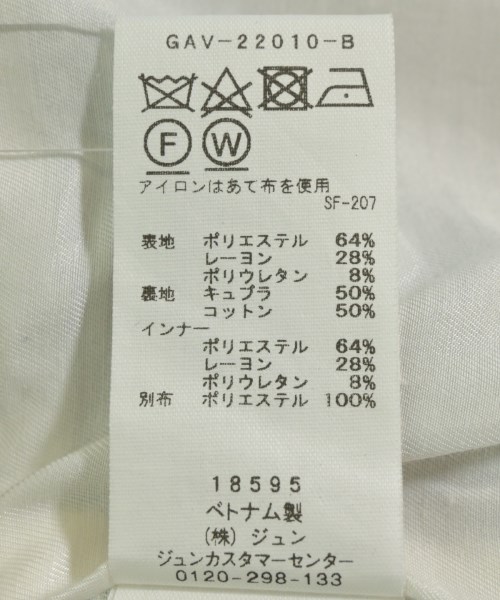 GAV-22010-B
F W
アイロンはあて布を使用
SF-207
表地 ポリエステル 64%
レーヨン 28%
ポリウレタン 8%
裏地 キュプラ 50%
コットン 50%
インナー
ポリエステル 64%
レーヨン 28%
ポリウレタン 8%
別布 ポリエステル 100%
18595
ベトナム製
(株)ジュン
ジュンカスタマーセンター
0120-298-133